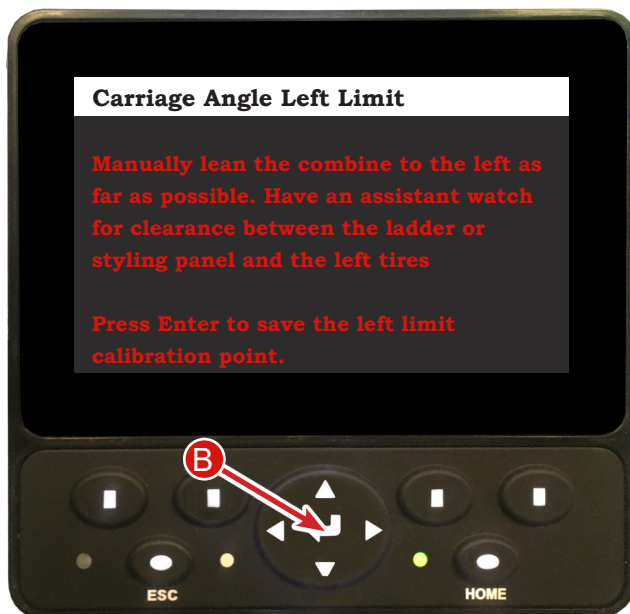 Carriage Angle Left Limit
Manually lean the combine to the left as
far as possible. Have an assistant watch
for clearance between the ladder or
styling panel and the left tires
Press Enter to save the left limit
calibration point.
B
ESC
HOME